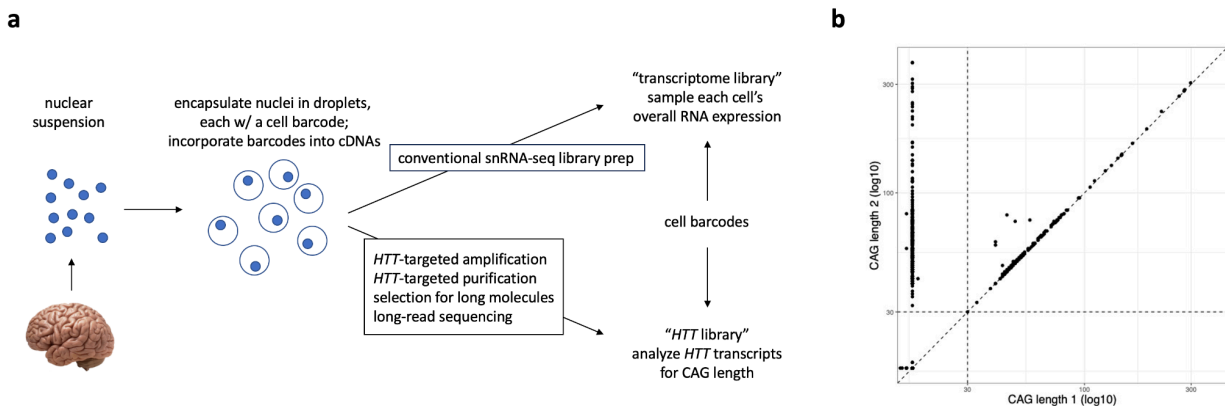 a
nuclear
suspension
encapsulate nuclei in droplets,
each w/ a cell barcode;
incorporate barcodes into cDNAs
conventional snRNA-seq library prep
HTT-targeted amplification
HTT-targeted purification
selection for long molecules
long-read sequencing
“transcriptome library”
sample each cell’s
overall RNA expression
cell barcodes
“HTT library”
analyze HTT transcripts
for CAG length
b
CAG length 2 (log10)
300
100
30
30
100
300
CAG length 1 (log10)